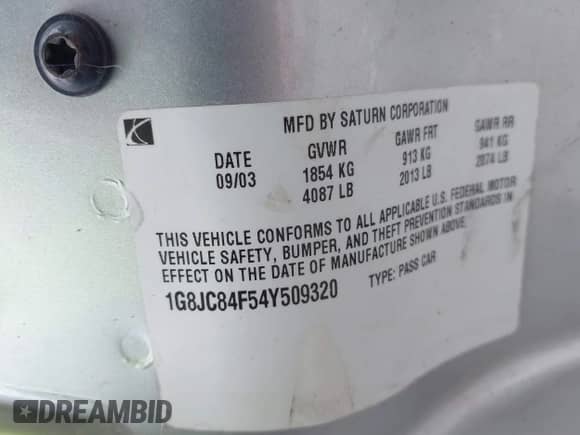 MFD BY SATURN CORPORATION
DATE GVWR GAWR FRT GAWR RR
09/03 1854 KG 913 KG 941 KG
4087 LB 2013 LB 2074 LB
THIS VEHICLE CONFORMS TO ALL APPLICABLE U.S. FEDERAL MOTOR
VEHICLE SAFETY, BUMPER, AND THEFT PREVENTION STANDARDS IN
EFFECT ON THE DATE OF MANUFACTURE SHOWN ABOVE.
1G8JC84F54Y509320 TYPE: PASS CAR
DREAMBID